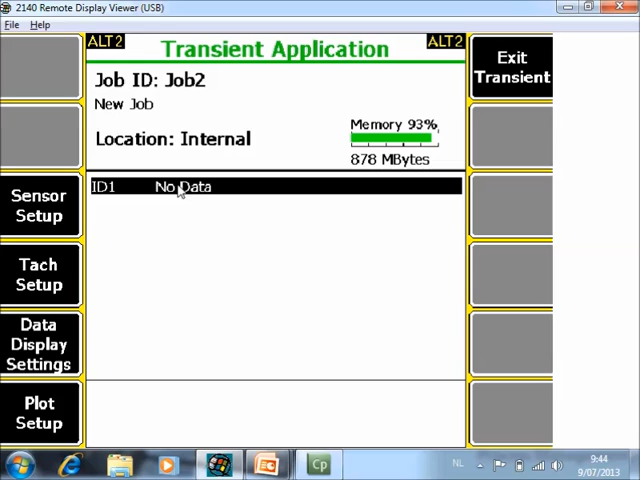 2140 Remote Display Viewer (USB)
File Help
ALT2 Transient Application ALT2
Exit
Transient
Job ID: Job2
New Job
Location: Internal
Memory 93%
878 MBytes
ID1 No Data
Sensor
Setup
Tach
Setup
Data
Display
Settings
Plot
Setup
Cp
NL
9:44
9/07/2013